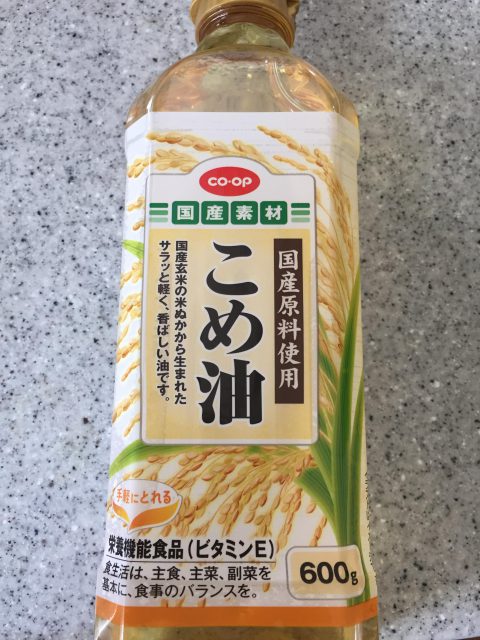 CO・OP
国産素材
国産原料使用
こめ油
国産玄米の米ぬかから生まれた
サラッと軽く、香ばしい油です。
手軽にとれる
栄養機能食品(ビタミンE)
食生活は、主食、主菜、副菜を
基本に、食事のバランスを。
600g